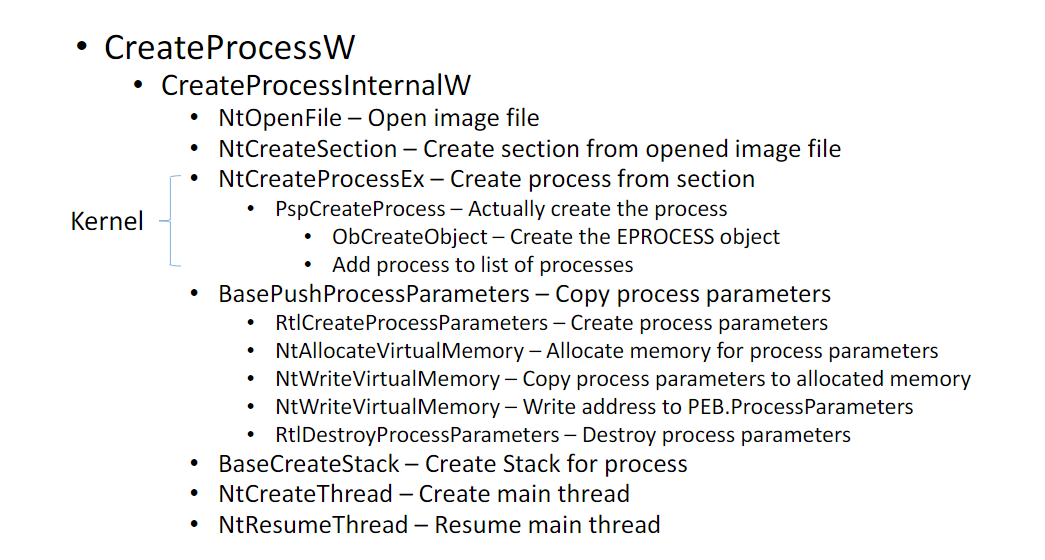 • CreateProcessW
• CreateProcessInternalW
• NtOpenFile – Open image file
• NtCreateSection – Create section from opened image file
• NtCreateProcessEx – Create process from section
• PspCreateProcess – Actually create the process
Kernel
• ObCreateObject – Create the EPROCESS object
• Add process to list of processes
• BasePushProcessParameters – Copy process parameters
• RtlCreateProcessParameters – Create process parameters
• NtAllocateVirtualMemory – Allocate memory for process parameters
• NtWriteVirtualMemory – Copy process parameters to allocated memory
• NtWriteVirtualMemory – Write address to PEB.ProcessParameters
• RtlDestroyProcessParameters – Destroy process parameters
• BaseCreateStack – Create Stack for process
• NtCreateThread – Create main thread
• NtResumeThread – Resume main thread